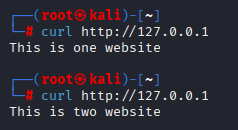 ┌──(root㉿kali)-[~]
└─# curl http://127.0.0.1
This is one website
┌──(root㉿kali)-[~]
└─# curl http://127.0.0.1
This is two website